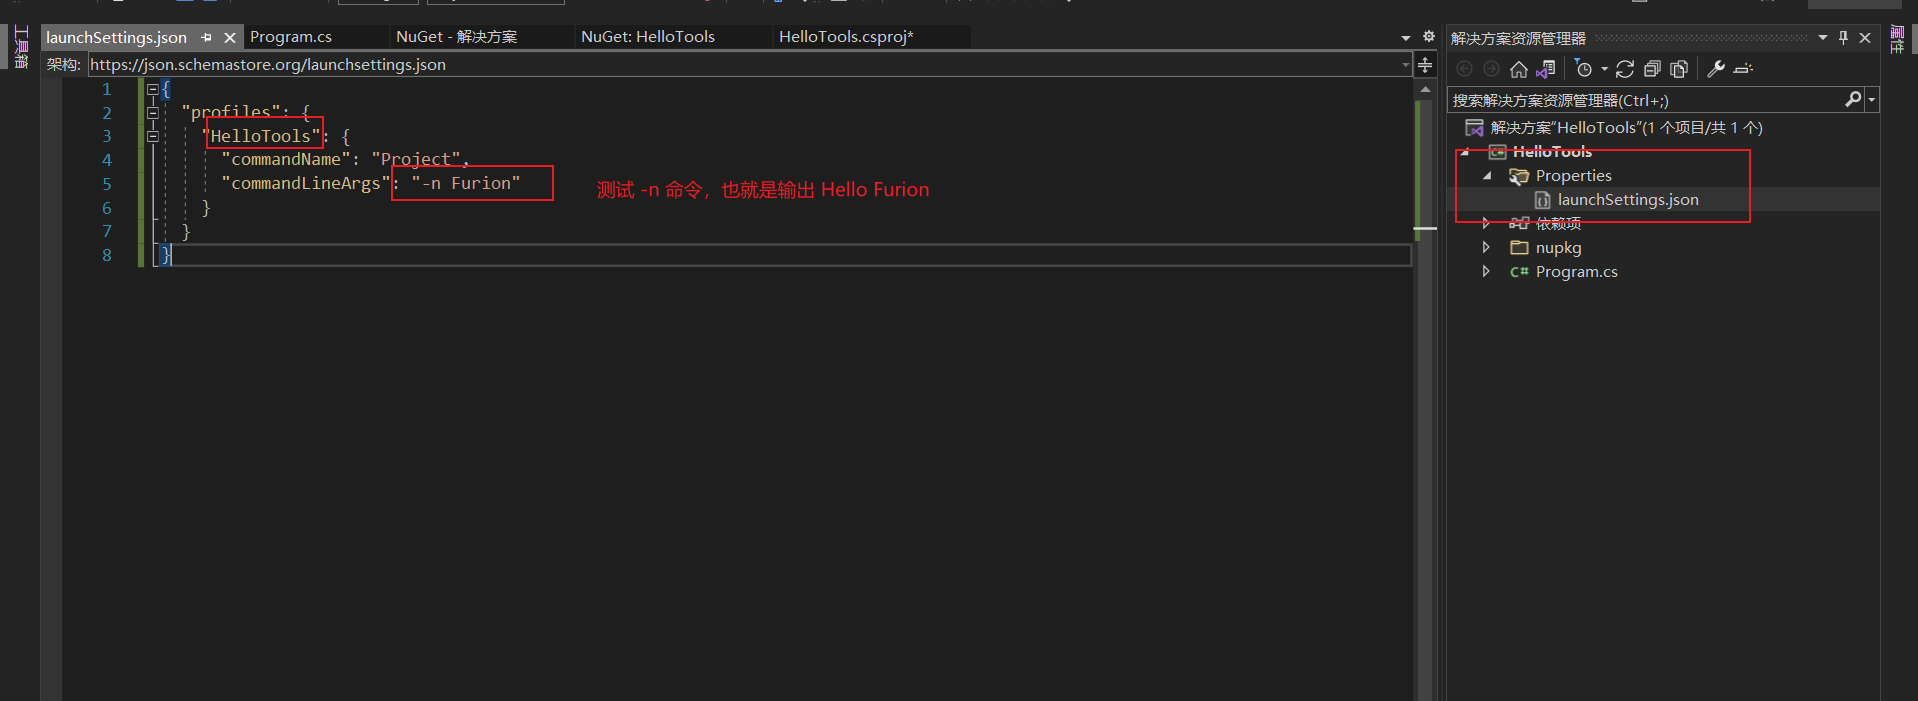 工具箱
launchSettings.json
Program.cs
NuGet - 解决方案
NuGet: HelloTools
HelloTools.csproj*
架构: https://json.schemastore.org/launchsettings.json
1 {
2 "profiles": {
3 "HelloTools": {
4 "commandName": "Project",
5 "commandLineArgs": "-n Furion"
6 }
7 }
8 }
测试 -n 命令，也就是输出 Hello Furion
解决方案资源管理器
搜索解决方案资源管理器(Ctrl+;)
解决方案"HelloTools"(1 个项目/共 1 个)
HelloTools
Properties
launchSettings.json
依赖项
nupkg
C# Program.cs
属性